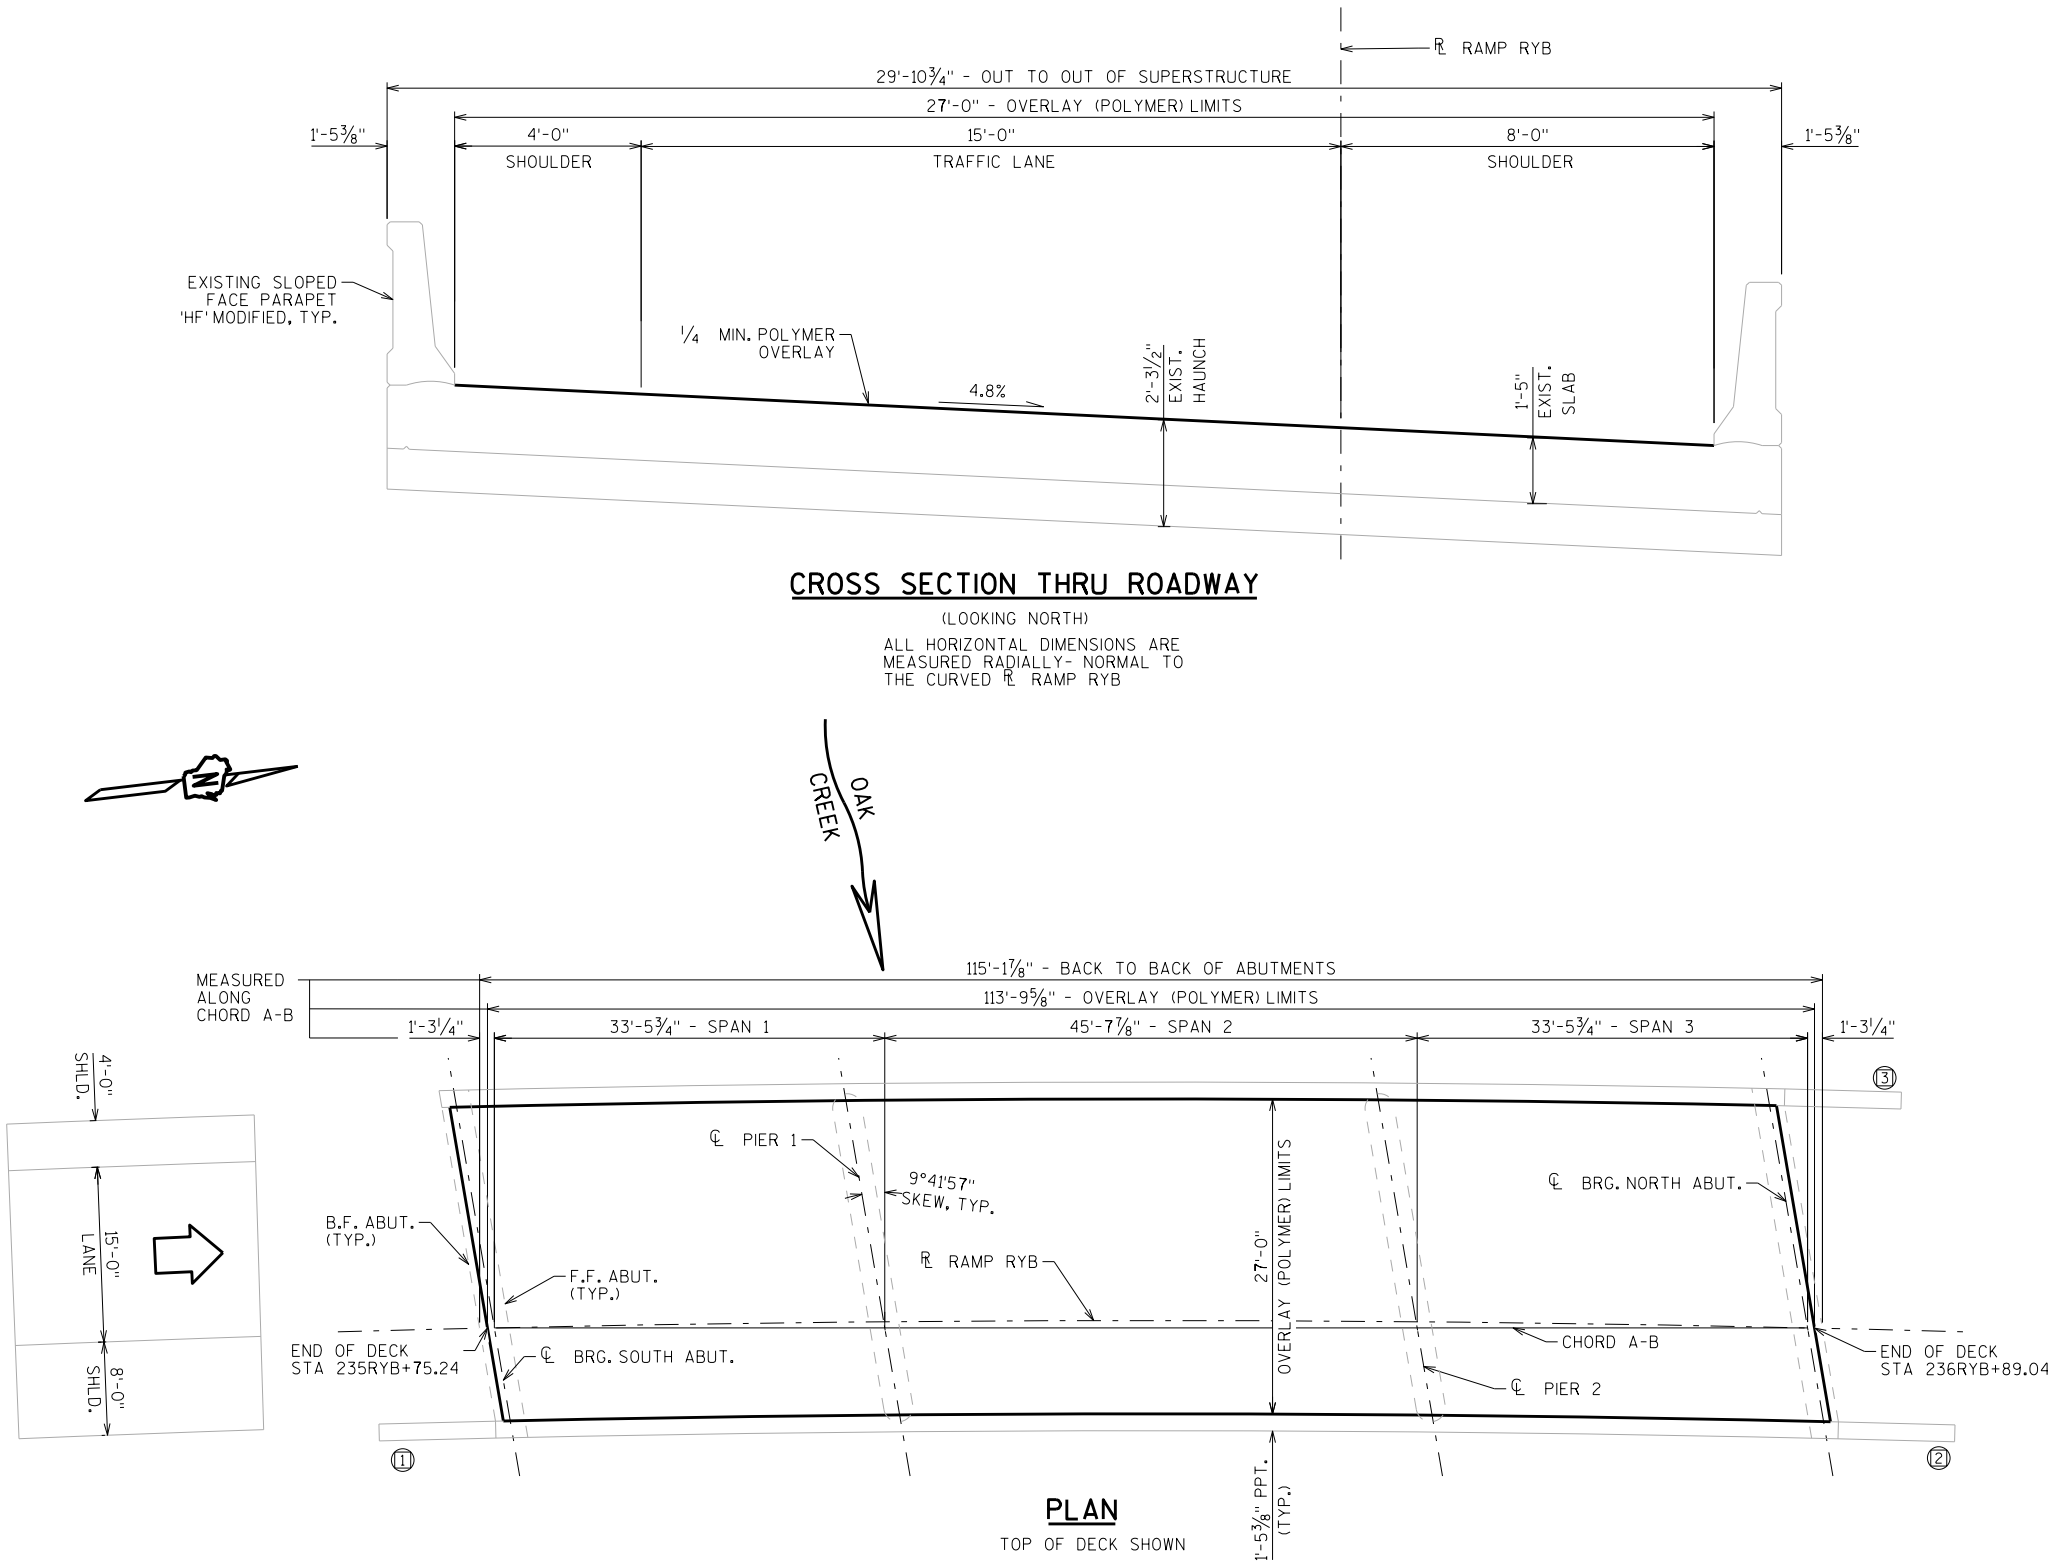 ℞ RAMP RYB
29'-10¾" - OUT TO OUT OF SUPERSTRUCTURE
27'-0" - OVERLAY (POLYMER) LIMITS
1'-5⅜"
4'-0"
SHOULDER
15'-0"
TRAFFIC LANE
8'-0"
SHOULDER
1'-5⅜"
EXISTING SLOPED
FACE PARAPET
'HF' MODIFIED, TYP.
¼ MIN. POLYMER
OVERLAY
4.8%
2'-3½"
EXIST.
HAUNCH
1'-5"
EXIST.
SLAB
CROSS SECTION THRU ROADWAY
(LOOKING NORTH)
ALL HORIZONTAL DIMENSIONS ARE
MEASURED RADIALLY- NORMAL TO
THE CURVED ℞ RAMP RYB
N
OAK
CREEK
MEASURED
ALONG
CHORD A-B
115'-1⅞" - BACK TO BACK OF ABUTMENTS
113'-9⅝" - OVERLAY (POLYMER) LIMITS
1'-3¼"
33'-5¾" - SPAN 1
45'-7⅞" - SPAN 2
33'-5¾" - SPAN 3
1'-3¼"
4'-0"
SHLD.
15'-0"
LANE
8'-0"
SHLD.
3
℄ PIER 1
9°41'57"
SKEW, TYP.
℄ BRG. NORTH ABUT.
B.F. ABUT.
(TYP.)
F.F. ABUT.
(TYP.)
℞ RAMP RYB
27'-0"
OVERLAY (POLYMER) LIMITS
CHORD A-B
END OF DECK
STA 235RYB+75.24
℄ BRG. SOUTH ABUT.
END OF DECK
STA 236RYB+89.04
℄ PIER 2
1
2
1'-5⅜" PPT.
(TYP.)
PLAN
TOP OF DECK SHOWN